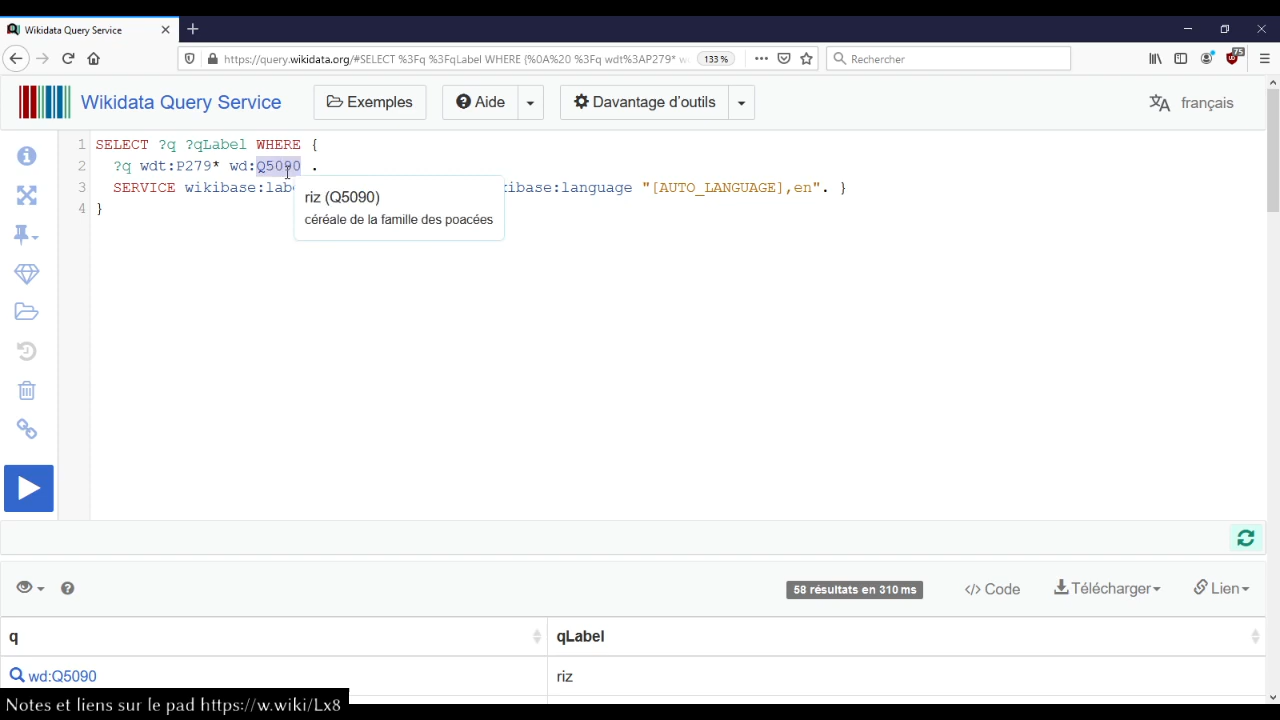 Wikidata Query Service
https://query.wikidata.org/#SELECT %3Fq %3FqLabel WHERE {%0A%20 %3Fq wdt%3AP279*
133 %
Rechercher
75
Wikidata Query Service
Exemples
Aide
Davantage d'outils
français
1 SELECT ?q ?qLabel WHERE {
2 ?q wdt:P279* wd:Q5090 .
3 SERVICE wikibase:lab ibase:language "[AUTO_LANGUAGE],en". }
4 }
riz (Q5090)
céréale de la famille des poacées
58 résultats en 310 ms
</> Code
Télécharger
Lien
q
qLabel
wd:Q5090
riz
Notes et liens sur le pad https://w.wiki/Lx8